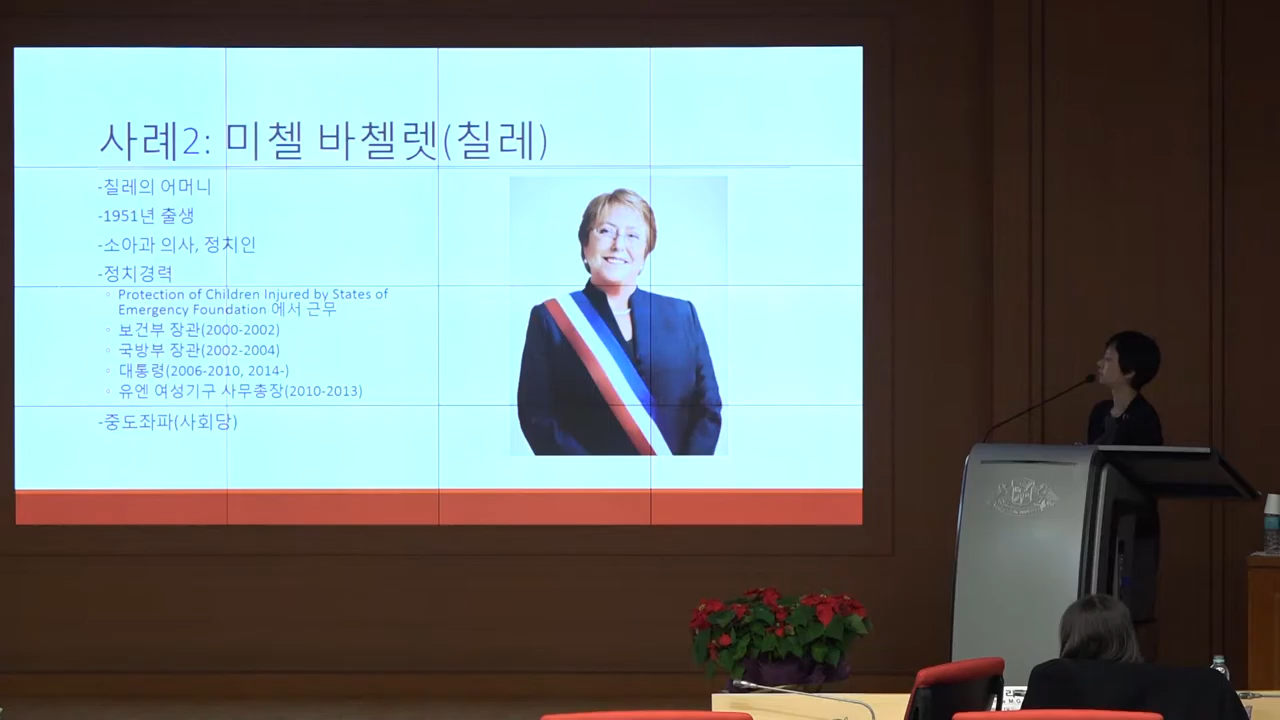 사례2: 미첼 바첼렛(칠레)
-칠레의 어머니
-1951년 출생
-소아과 의사, 정치인
-정치경력
◦ Protection of Children Injured by States of
Emergency Foundation 에서 근무
◦ 보건부 장관(2000-2002)
◦ 국방부 장관(2002-2004)
◦ 대통령(2006-2010, 2014-)
◦ 유엔 여성기구 사무총장(2010-2013)
-중도좌파(사회당)